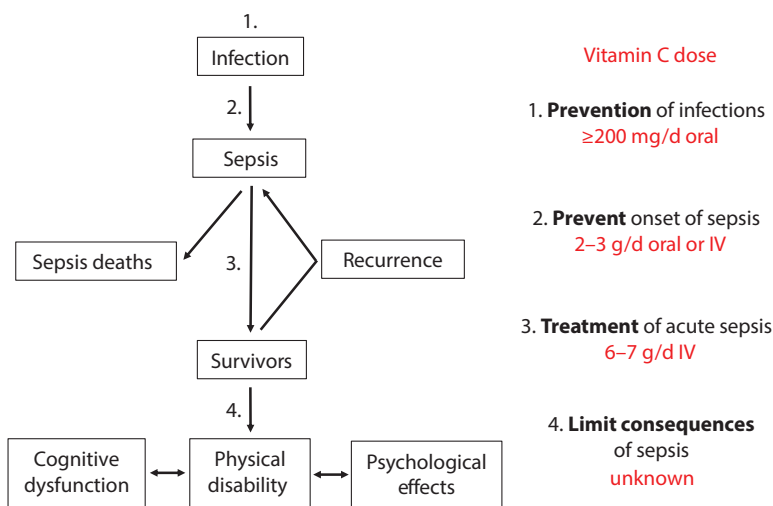 1.
Infection
2.
Sepsis
Sepsis deaths
3.
Recurrence
Survivors
4.
Cognitive
dysfunction
Physical
disability
Psychological
effects
Vitamin C dose
1. Prevention of infections
≥200 mg/d oral
2. Prevent onset of sepsis
2–3 g/d oral or IV
3. Treatment of acute sepsis
6–7 g/d IV
4. Limit consequences
of sepsis
unknown